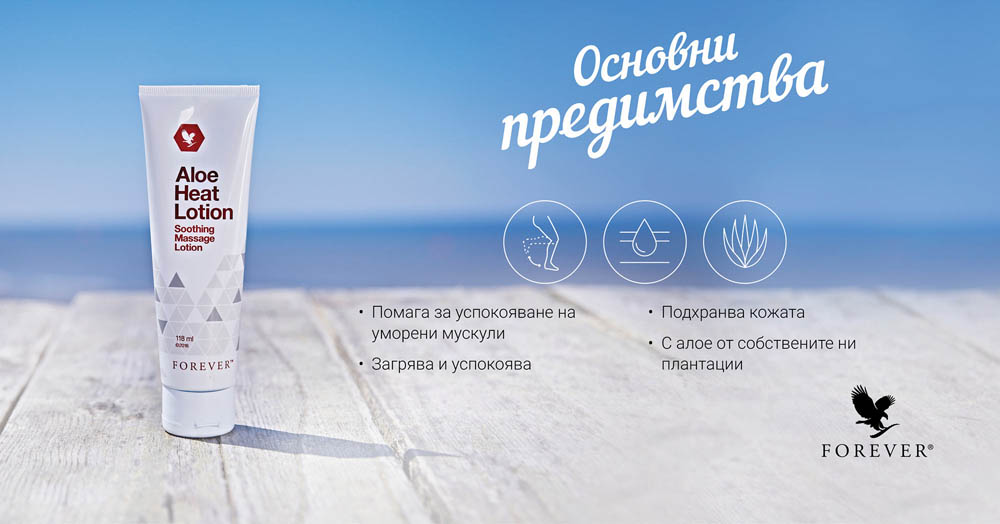 Основни
предимства
Aloe
Heat
Lotion
Soothing
Massage
Lotion
118 ml
FOREVER™
• Помага за успокояване на
уморени мускули
• Загрява и успокоява
• Подхранва кожата
• С алое от собствените ни
плантации
FOREVER®